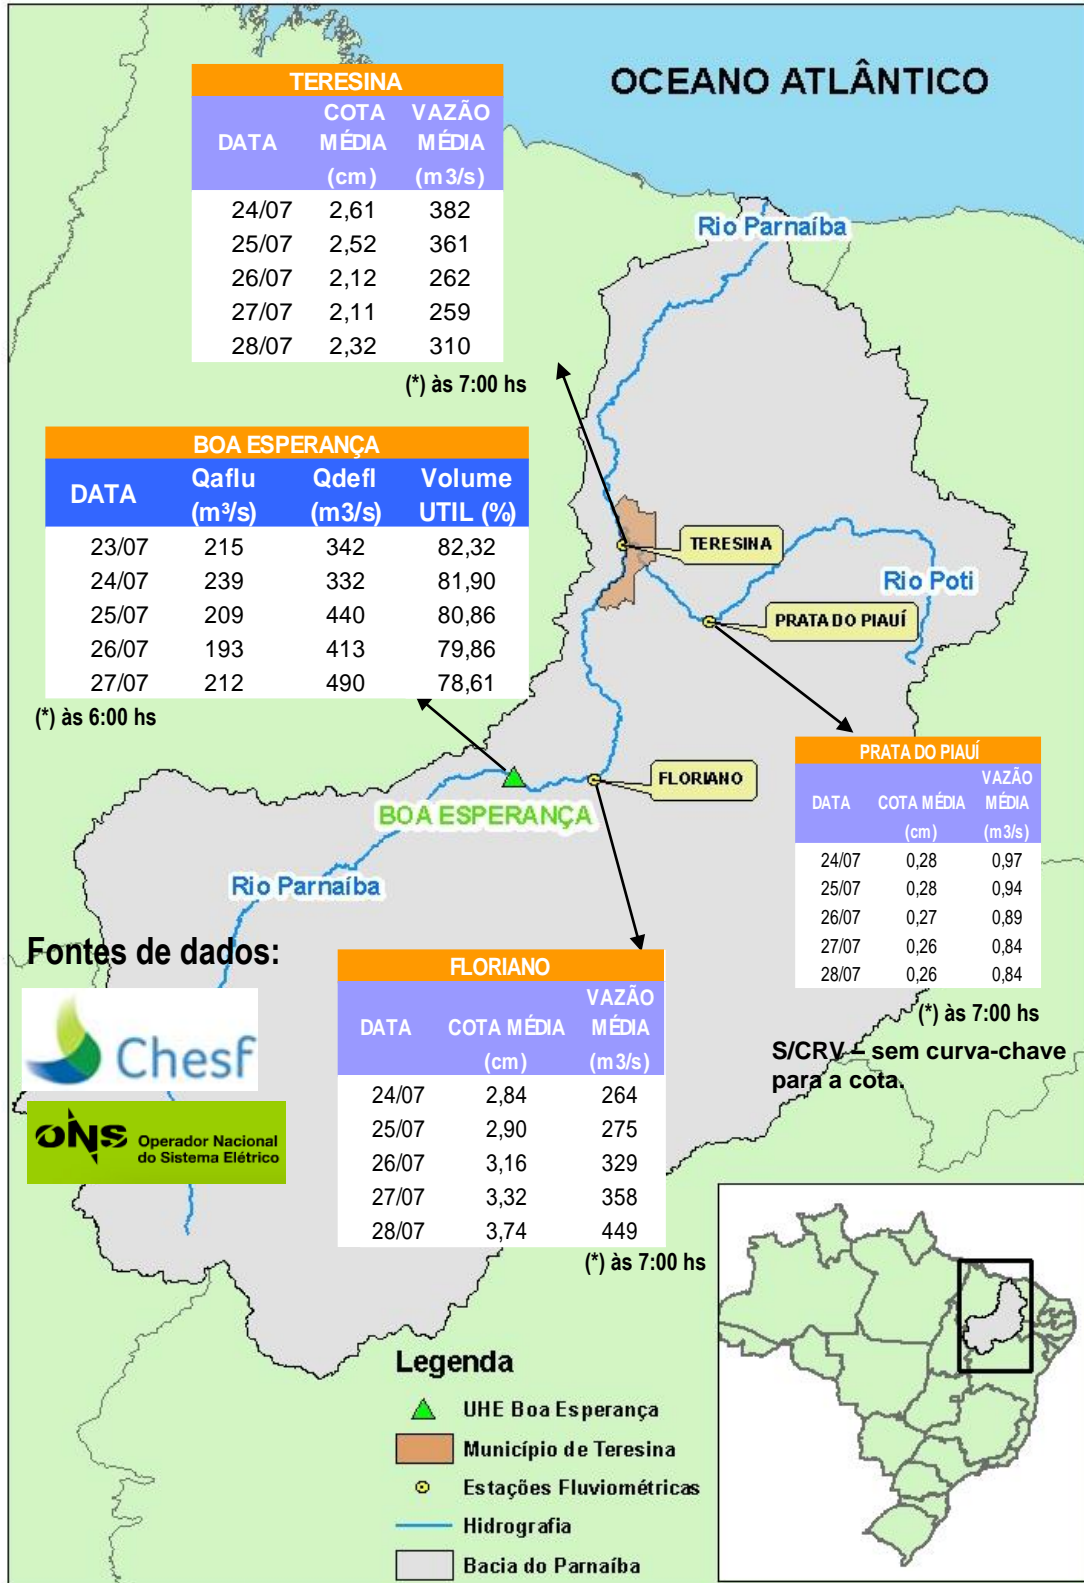 OCEANO ATLÂNTICO
TERESINA
DATA COTA MÉDIA (cm) VAZÃO MÉDIA (m3/s)
24/07 2,61 382
25/07 2,52 361
26/07 2,12 262
27/07 2,11 259
28/07 2,32 310
(*) às 7:00 hs
Rio Parnaíba
BOA ESPERANÇA
DATA Qaflu (m³/s) Qdefl (m3/s) Volume UTIL (%)
23/07 215 342 82,32
24/07 239 332 81,90
25/07 209 440 80,86
26/07 193 413 79,86
27/07 212 490 78,61
(*) às 6:00 hs
TERESINA
Rio Poti
PRATA DO PIAUÍ
FLORIANO
BOA ESPERANÇA
Rio Parnaíba
PRATA DO PIAUÍ
DATA COTA MÉDIA (cm) VAZÃO MÉDIA (m3/s)
24/07 0,28 0,97
25/07 0,28 0,94
26/07 0,27 0,89
27/07 0,26 0,84
28/07 0,26 0,84
(*) às 7:00 hs
S/CRV – sem curva-chave
para a cota.
Fontes de dados:
Chesf
ONS Operador Nacional
do Sistema Elétrico
FLORIANO
DATA COTA MÉDIA (cm) VAZÃO MÉDIA (m3/s)
24/07 2,84 264
25/07 2,90 275
26/07 3,16 329
27/07 3,32 358
28/07 3,74 449
(*) às 7:00 hs
Legenda
UHE Boa Esperança
Município de Teresina
Estações Fluviométricas
Hidrografia
Bacia do Parnaíba